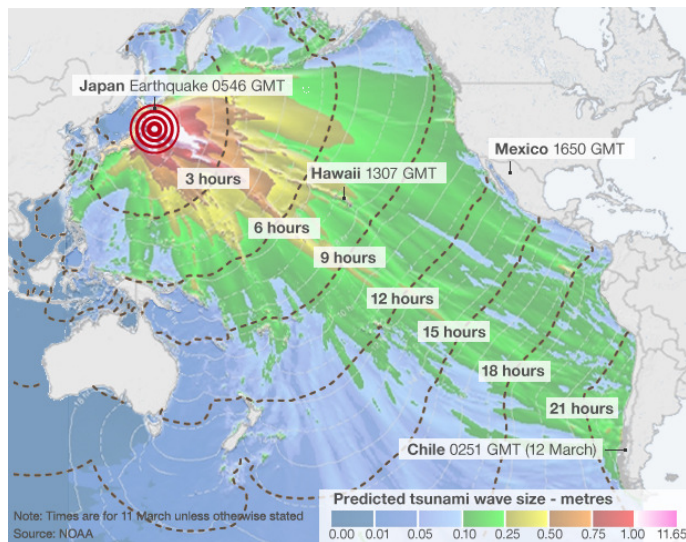 Japan Earthquake 0546 GMT
Mexico 1650 GMT
Hawaii 1307 GMT
3 hours
6 hours
9 hours
12 hours
15 hours
18 hours
21 hours
Chile 0251 GMT (12 March)
Predicted tsunami wave size - metres
0.00 0.01 0.05 0.10 0.25 0.50 0.75 1.00 11.65
Note: Times are for 11 March unless otherwise stated
Source: NOAA